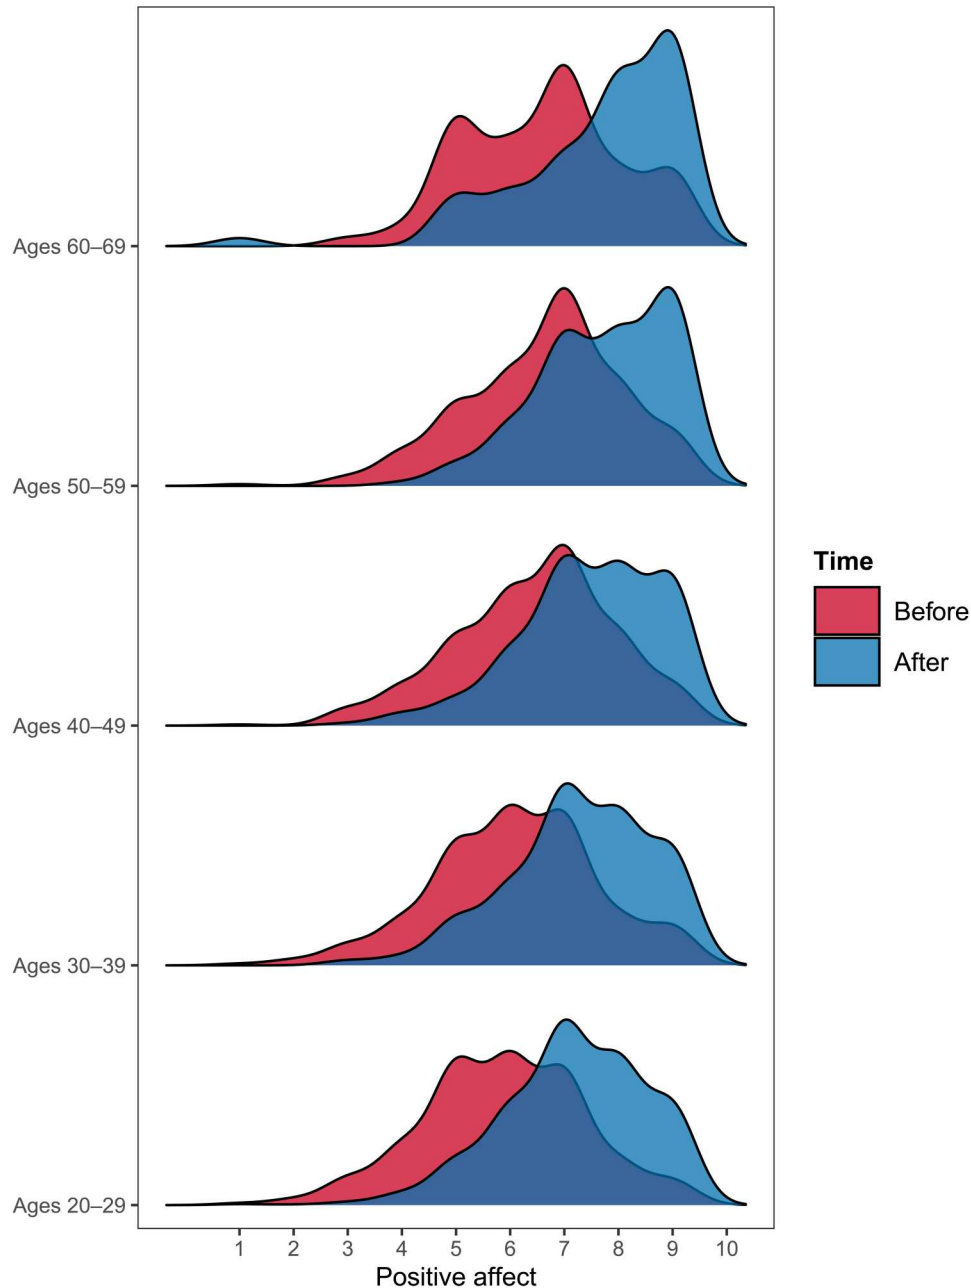 Ages 60–69
Ages 50–59
Ages 40–49
Ages 30–39
Ages 20–29
1 2 3 4 5 6 7 8 9 10
Positive affect
Time
Before
After